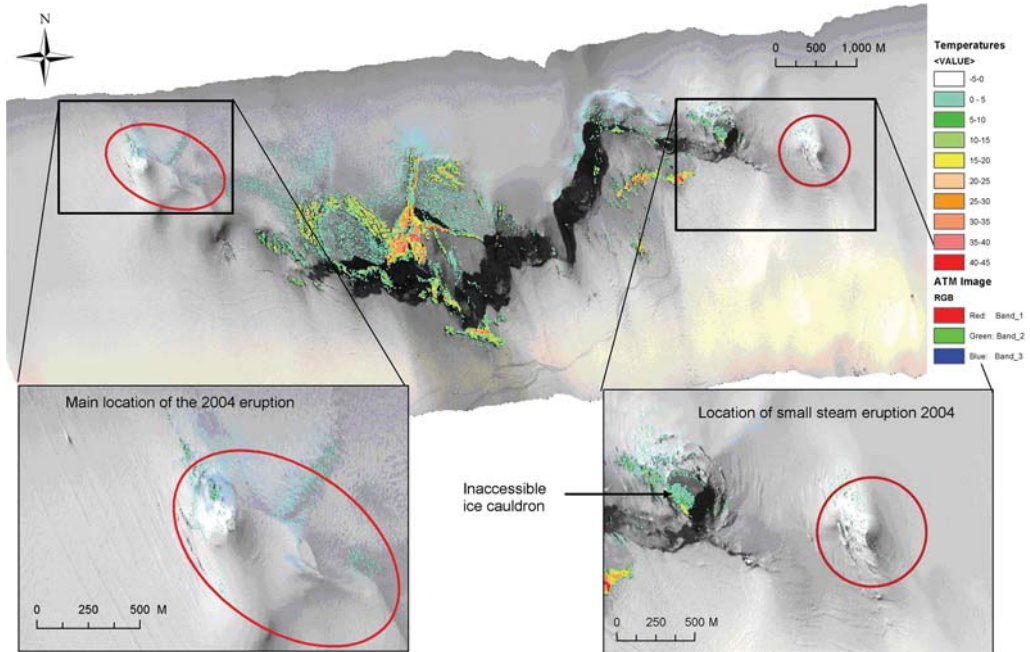 N
0 500 1,000 M
Temperatures
<VALUE>
-5-0
0 - 5
5-10
10-15
15-20
20-25
25-30
30-35
35-40
40-45
ATM Image
RGB
Red: Band_1
Green: Band_2
Blue: Band_3
Main location of the 2004 eruption
0 250 500 M
Location of small steam eruption 2004
Inaccessible
ice cauldron
0 250 500 M